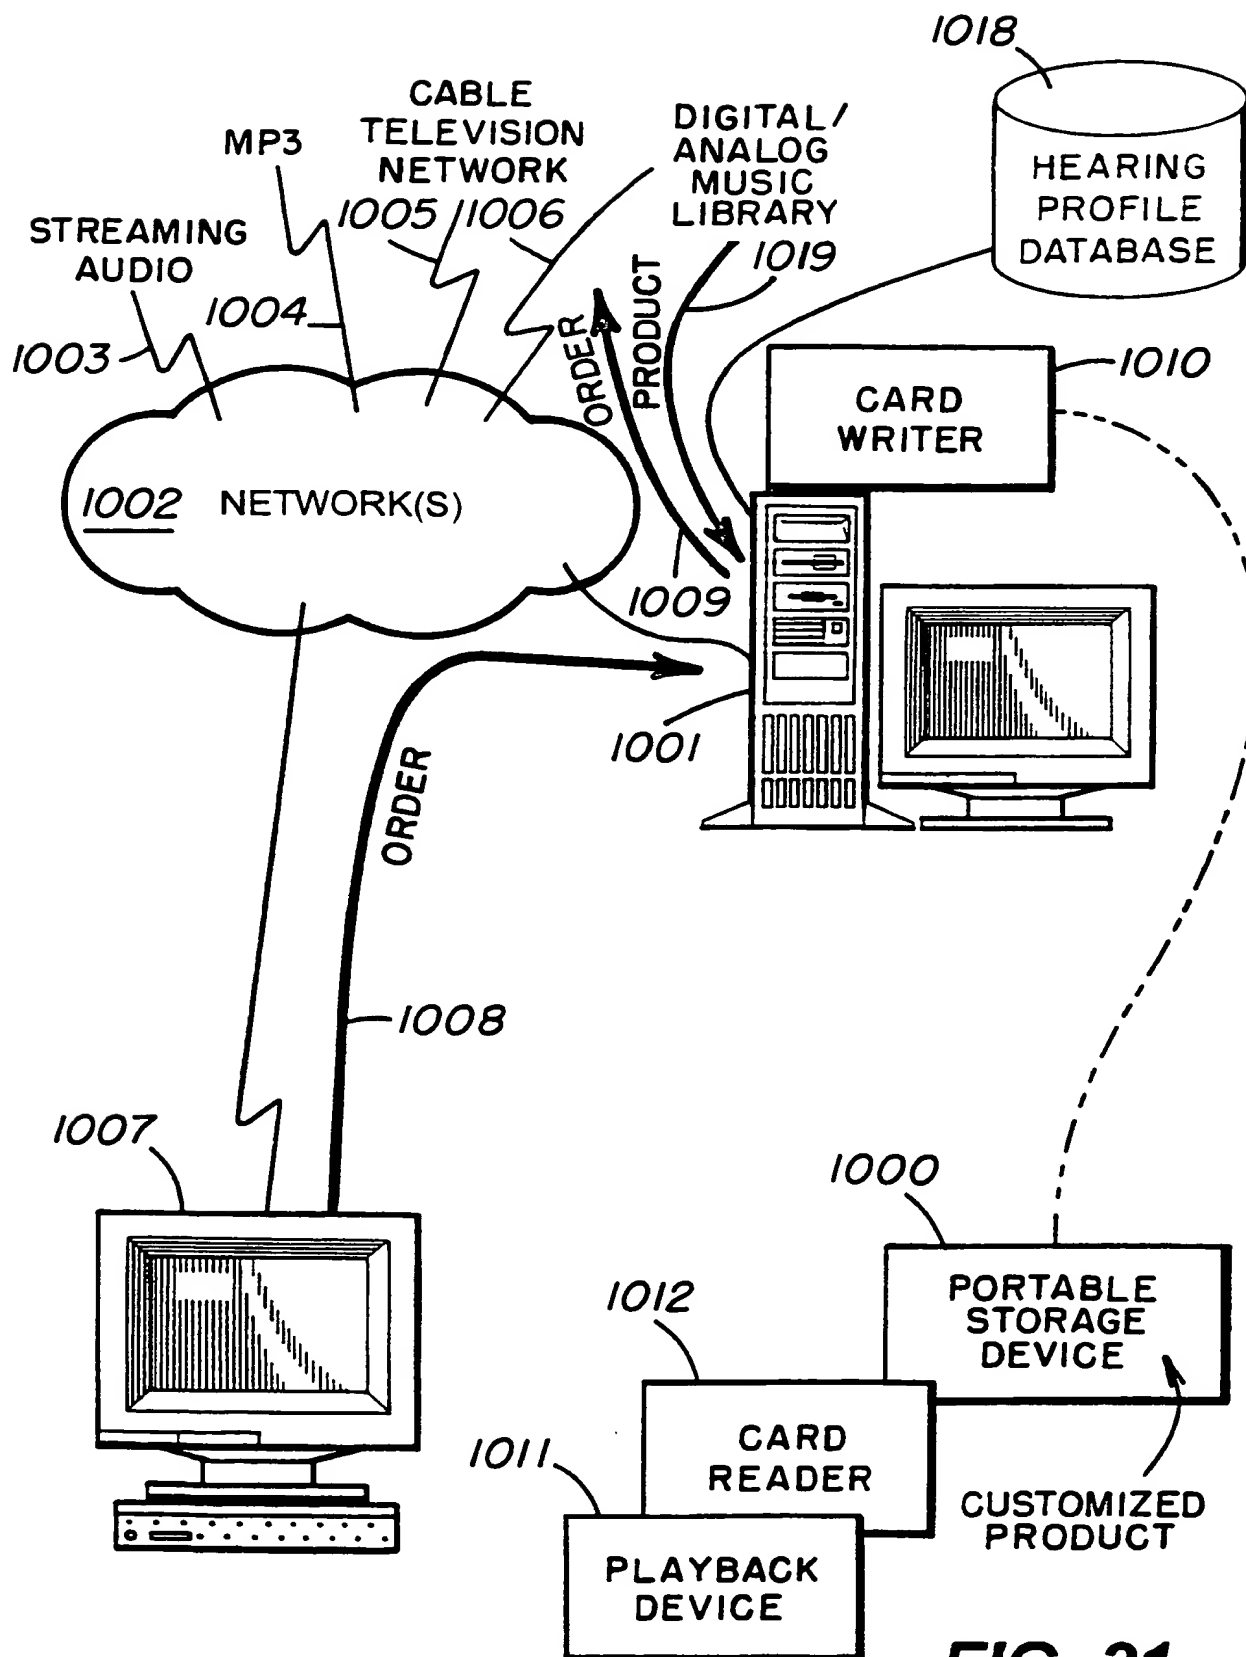 1018
CABLE
TELEVISION
NETWORK
DIGITAL/
ANALOG
MUSIC
LIBRARY
MP3
HEARING
PROFILE
DATABASE
STREAMING
AUDIO
1005
1006
1019
1004
1003
ORDER
PRODUCT
1010
CARD
WRITER
1002 NETWORK(S)
1009
1001
ORDER
1008
1007
1000
PORTABLE
STORAGE
DEVICE
1012
CARD
READER
1011
CUSTOMIZED
PRODUCT
PLAYBACK
DEVICE